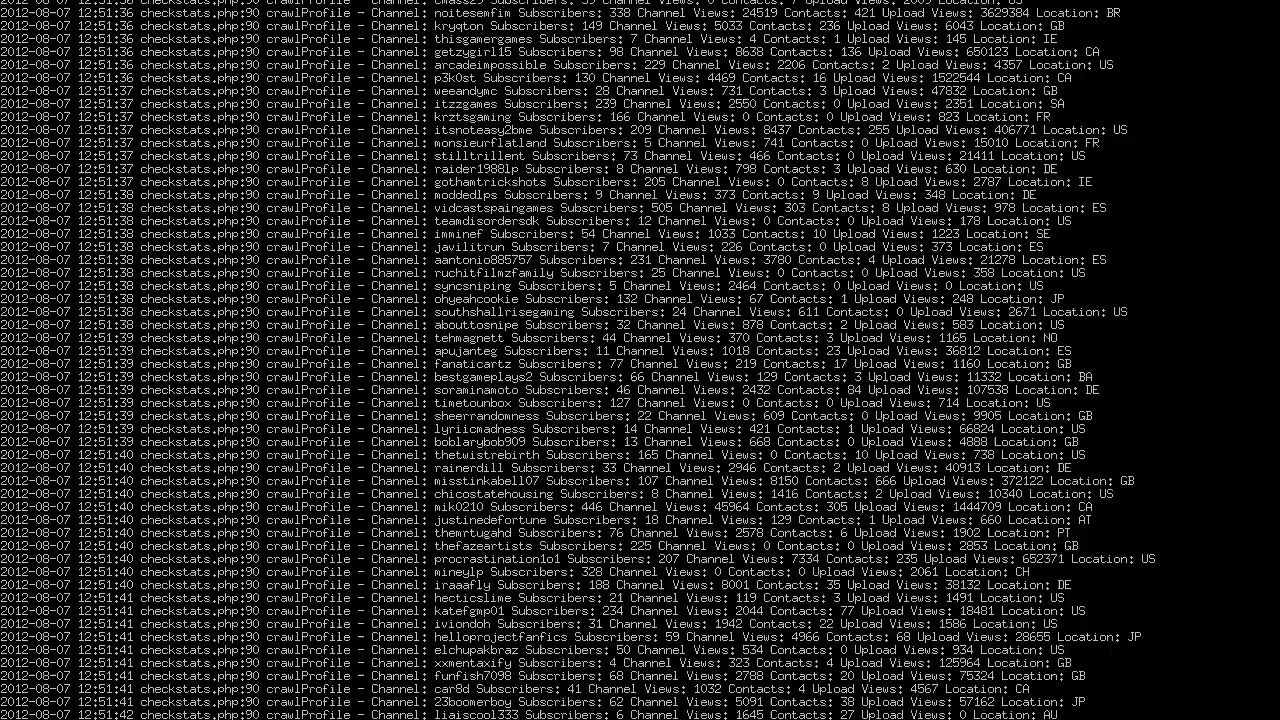 2012-08-07 12:51:36 checkstats.php:90 crawlProfile - Channel: cmass29 Subscribers: 39 Channel Views: 0 Contacts: 7 Upload Views: 2009 Location: US
2012-08-07 12:51:36 checkstats.php:90 crawlProfile - Channel: noitesemfim Subscribers: 338 Channel Views: 24519 Contacts: 421 Upload Views: 3629384 Location: BR
2012-08-07 12:51:36 checkstats.php:90 crawlProfile - Channel: kryqton Subscribers: 149 Channel Views: 5033 Contacts: 236 Upload Views: 6043 Location: GB
2012-08-07 12:51:36 checkstats.php:90 crawlProfile - Channel: thisgamergames Subscribers: 7 Channel Views: 4 Contacts: 1 Upload Views: 145 Location: IE
2012-08-07 12:51:36 checkstats.php:90 crawlProfile - Channel: getzygirl15 Subscribers: 98 Channel Views: 8638 Contacts: 136 Upload Views: 650123 Location: CA
2012-08-07 12:51:36 checkstats.php:90 crawlProfile - Channel: arcadeimpossible Subscribers: 229 Channel Views: 2206 Contacts: 2 Upload Views: 4357 Location: US
2012-08-07 12:51:36 checkstats.php:90 crawlProfile - Channel: p3k0st Subscribers: 130 Channel Views: 4469 Contacts: 16 Upload Views: 1522544 Location: CA
2012-08-07 12:51:37 checkstats.php:90 crawlProfile - Channel: weeandymc Subscribers: 28 Channel Views: 731 Contacts: 3 Upload Views: 47832 Location: GB
2012-08-07 12:51:37 checkstats.php:90 crawlProfile - Channel: itzzgames Subscribers: 239 Channel Views: 2550 Contacts: 0 Upload Views: 2351 Location: SA
2012-08-07 12:51:37 checkstats.php:90 crawlProfile - Channel: krztsgaming Subscribers: 166 Channel Views: 0 Contacts: 0 Upload Views: 823 Location: FR
2012-08-07 12:51:37 checkstats.php:90 crawlProfile - Channel: itsnoteasy2bme Subscribers: 209 Channel Views: 8437 Contacts: 255 Upload Views: 406771 Location: US
2012-08-07 12:51:37 checkstats.php:90 crawlProfile - Channel: monsieurflatland Subscribers: 5 Channel Views: 741 Contacts: 0 Upload Views: 15010 Location: FR
2012-08-07 12:51:37 checkstats.php:90 crawlProfile - Channel: stilltrillent Subscribers: 73 Channel Views: 466 Contacts: 0 Upload Views: 21411 Location: US
2012-08-07 12:51:37 checkstats.php:90 crawlProfile - Channel: raider1988lp Subscribers: 8 Channel Views: 798 Contacts: 3 Upload Views: 630 Location: DE
2012-08-07 12:51:37 checkstats.php:90 crawlProfile - Channel: gothamtrickshots Subscribers: 205 Channel Views: 0 Contacts: 8 Upload Views: 2787 Location: IE
2012-08-07 12:51:38 checkstats.php:90 crawlProfile - Channel: moddedlps Subscribers: 9 Channel Views: 373 Contacts: 9 Upload Views: 348 Location: DE
2012-08-07 12:51:38 checkstats.php:90 crawlProfile - Channel: vidcastspaingames Subscribers: 505 Channel Views: 303 Contacts: 8 Upload Views: 978 Location: ES
2012-08-07 12:51:38 checkstats.php:90 crawlProfile - Channel: teamdiscordersdk Subscribers: 12 Channel Views: 0 Contacts: 0 Upload Views: 178 Location: US
2012-08-07 12:51:38 checkstats.php:90 crawlProfile - Channel: imminef Subscribers: 54 Channel Views: 1033 Contacts: 10 Upload Views: 1223 Location: SE
2012-08-07 12:51:38 checkstats.php:90 crawlProfile - Channel: javilitrun Subscribers: 7 Channel Views: 226 Contacts: 0 Upload Views: 373 Location: ES
2012-08-07 12:51:38 checkstats.php:90 crawlProfile - Channel: aantonio885757 Subscribers: 231 Channel Views: 3780 Contacts: 4 Upload Views: 21278 Location: ES
2012-08-07 12:51:38 checkstats.php:90 crawlProfile - Channel: ruchitfilmzfamily Subscribers: 25 Channel Views: 0 Contacts: 0 Upload Views: 358 Location: US
2012-08-07 12:51:38 checkstats.php:90 crawlProfile - Channel: syncsniping Subscribers: 5 Channel Views: 2464 Contacts: 0 Upload Views: 0 Location: US
2012-08-07 12:51:38 checkstats.php:90 crawlProfile - Channel: ohyeahcookie Subscribers: 132 Channel Views: 67 Contacts: 1 Upload Views: 248 Location: JP
2012-08-07 12:51:38 checkstats.php:90 crawlProfile - Channel: southshallrisegaming Subscribers: 24 Channel Views: 611 Contacts: 0 Upload Views: 2671 Location: US
2012-08-07 12:51:38 checkstats.php:90 crawlProfile - Channel: abouttosnipe Subscribers: 32 Channel Views: 878 Contacts: 2 Upload Views: 583 Location: US
2012-08-07 12:51:39 checkstats.php:90 crawlProfile - Channel: tehmagnett Subscribers: 44 Channel Views: 370 Contacts: 3 Upload Views: 1165 Location: NO
2012-08-07 12:51:39 checkstats.php:90 crawlProfile - Channel: apujanteg Subscribers: 11 Channel Views: 1018 Contacts: 23 Upload Views: 36812 Location: ES
2012-08-07 12:51:39 checkstats.php:90 crawlProfile - Channel: fanaticartz Subscribers: 77 Channel Views: 219 Contacts: 17 Upload Views: 1160 Location: GB
2012-08-07 12:51:39 checkstats.php:90 crawlProfile - Channel: bestgameplays2 Subscribers: 66 Channel Views: 129 Contacts: 3 Upload Views: 11332 Location: BA
2012-08-07 12:51:39 checkstats.php:90 crawlProfile - Channel: soraminamoto Subscribers: 46 Channel Views: 2432 Contacts: 84 Upload Views: 107538 Location: DE
2012-08-07 12:51:39 checkstats.php:90 crawlProfile - Channel: timetounbox Subscribers: 127 Channel Views: 0 Contacts: 0 Upload Views: 714 Location: US
2012-08-07 12:51:39 checkstats.php:90 crawlProfile - Channel: sheerrandomness Subscribers: 22 Channel Views: 609 Contacts: 0 Upload Views: 9905 Location: GB
2012-08-07 12:51:39 checkstats.php:90 crawlProfile - Channel: lyriicmadness Subscribers: 14 Channel Views: 421 Contacts: 1 Upload Views: 66824 Location: US
2012-08-07 12:51:39 checkstats.php:90 crawlProfile - Channel: boblarybob909 Subscribers: 13 Channel Views: 668 Contacts: 0 Upload Views: 4888 Location: GB
2012-08-07 12:51:40 checkstats.php:90 crawlProfile - Channel: thetwistrebirth Subscribers: 165 Channel Views: 0 Contacts: 10 Upload Views: 738 Location: US
2012-08-07 12:51:40 checkstats.php:90 crawlProfile - Channel: rainerdill Subscribers: 33 Channel Views: 2946 Contacts: 2 Upload Views: 40913 Location: DE
2012-08-07 12:51:40 checkstats.php:90 crawlProfile - Channel: misstinkabell07 Subscribers: 107 Channel Views: 8150 Contacts: 666 Upload Views: 372122 Location: GB
2012-08-07 12:51:40 checkstats.php:90 crawlProfile - Channel: chicostatehousing Subscribers: 8 Channel Views: 1416 Contacts: 2 Upload Views: 10340 Location: US
2012-08-07 12:51:40 checkstats.php:90 crawlProfile - Channel: mik0210 Subscribers: 446 Channel Views: 45964 Contacts: 305 Upload Views: 1444709 Location: CA
2012-08-07 12:51:40 checkstats.php:90 crawlProfile - Channel: justinedefortune Subscribers: 18 Channel Views: 129 Contacts: 1 Upload Views: 660 Location: AT
2012-08-07 12:51:40 checkstats.php:90 crawlProfile - Channel: themrtugahd Subscribers: 76 Channel Views: 2578 Contacts: 6 Upload Views: 1902 Location: PT
2012-08-07 12:51:40 checkstats.php:90 crawlProfile - Channel: thefazeartists Subscribers: 225 Channel Views: 0 Contacts: 0 Upload Views: 2853 Location: GB
2012-08-07 12:51:40 checkstats.php:90 crawlProfile - Channel: procrastination1o1 Subscribers: 207 Channel Views: 7334 Contacts: 235 Upload Views: 652371 Location: US
2012-08-07 12:51:40 checkstats.php:90 crawlProfile - Channel: mineylp Subscribers: 328 Channel Views: 0 Contacts: 0 Upload Views: 2061 Location: CH
2012-08-07 12:51:40 checkstats.php:90 crawlProfile - Channel: iraaafly Subscribers: 188 Channel Views: 8001 Contacts: 35 Upload Views: 38132 Location: DE
2012-08-07 12:51:41 checkstats.php:90 crawlProfile - Channel: hecticslime Subscribers: 21 Channel Views: 119 Contacts: 3 Upload Views: 1491 Location: US
2012-08-07 12:51:41 checkstats.php:90 crawlProfile - Channel: katefgmp01 Subscribers: 234 Channel Views: 2044 Contacts: 77 Upload Views: 18481 Location: US
2012-08-07 12:51:41 checkstats.php:90 crawlProfile - Channel: iviondoh Subscribers: 31 Channel Views: 1942 Contacts: 22 Upload Views: 1586 Location: US
2012-08-07 12:51:41 checkstats.php:90 crawlProfile - Channel: helloprojectfanfics Subscribers: 59 Channel Views: 4966 Contacts: 68 Upload Views: 28655 Location: JP
2012-08-07 12:51:41 checkstats.php:90 crawlProfile - Channel: elchupakbraz Subscribers: 50 Channel Views: 534 Contacts: 0 Upload Views: 934 Location: US
2012-08-07 12:51:41 checkstats.php:90 crawlProfile - Channel: xxmentaxify Subscribers: 4 Channel Views: 323 Contacts: 4 Upload Views: 125964 Location: GB
2012-08-07 12:51:41 checkstats.php:90 crawlProfile - Channel: funfish7098 Subscribers: 68 Channel Views: 2788 Contacts: 20 Upload Views: 75324 Location: GB
2012-08-07 12:51:41 checkstats.php:90 crawlProfile - Channel: car8d Subscribers: 41 Channel Views: 1032 Contacts: 4 Upload Views: 4567 Location: CA
2012-08-07 12:51:41 checkstats.php:90 crawlProfile - Channel: 23boomerboy Subscribers: 62 Channel Views: 5091 Contacts: 38 Upload Views: 57162 Location: JP
2012-08-07 12:51:42 checkstats.php:90 crawlProfile - Channel: liaiscool333 Subscribers: 6 Channel Views: 1645 Contacts: 27 Upload Views: 0 Location: AU